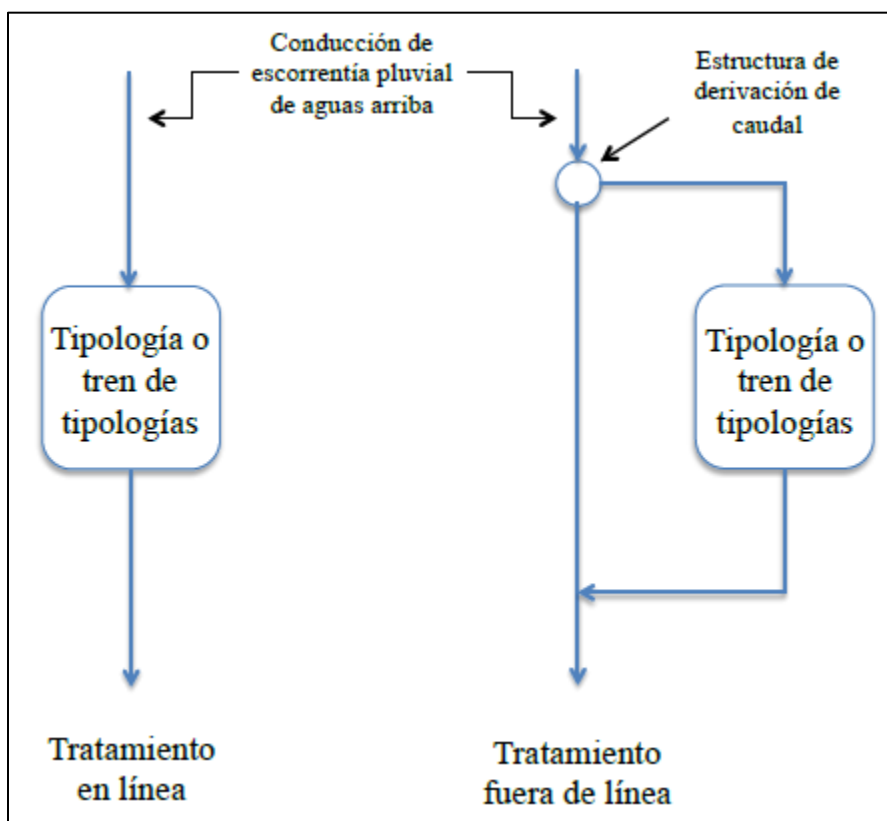 Conducción de
escorrentía pluvial
de aguas arriba
Estructura de
derivación de
caudal
Tipología o
tren de
tipologías
Tipología o
tren de
tipologías
Tratamiento
en línea
Tratamiento
fuera de línea